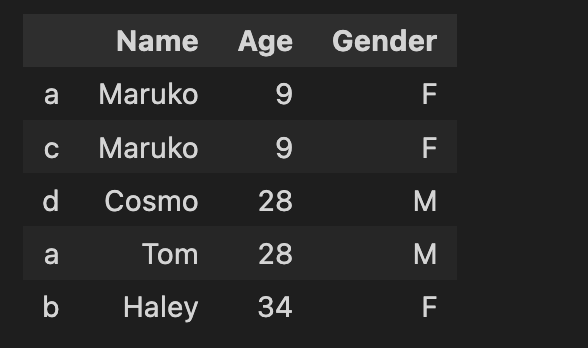 Name Age Gender
a Maruko 9 F
c Maruko 9 F
d Cosmo 28 M
a Tom 28 M
b Haley 34 F